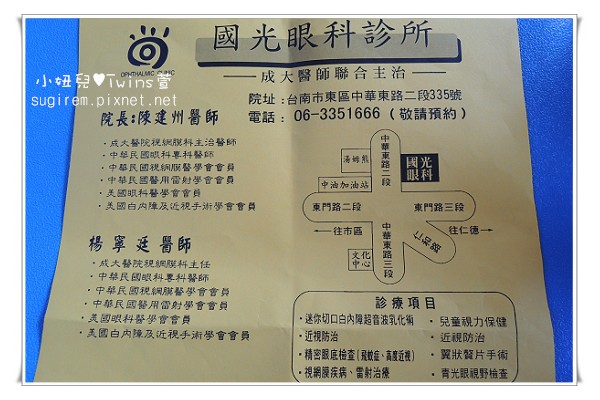 國光眼科診所
OPHTHALMIC CLINIC
成大醫師聯合主治
小妞兒♥Twins萱
sugirem.pixnet.net
院址:台南市東區中華東路二段335號
電話:06-3351666(敬請預約)
院長:陳建州醫師
・成大醫院視網膜科主治醫師
・中華民國眼科專科醫師
・中華民國視網膜醫學會會員
・中華民國醫用雷射學會會員
・美國眼科醫學會會員
・美國白內障及近視手術學會會員
楊寧廷醫師
・成大醫院視網膜科主任
・中華民國眼科專科醫師
・中華民國視網膜醫學會會員
・中華民國醫用雷射學會會員
・美國眼科醫學會會員
・美國白內障及近視手術學會會員
中華東路二段
湯姆熊
國光眼科
中油加油站
東門路二段
東門路三段
←往市區
往仁德→
仁和路
中華東路三段
文化中心
診療項目
・迷你切口白內障超音波乳化術
・近視防治
・精密眼底檢查(飛蚊症、高度近視)
・視網膜疾病、雷射治療
・兒童視力保健
・近視防治
・翼狀贅片手術
・青光眼視野檢查